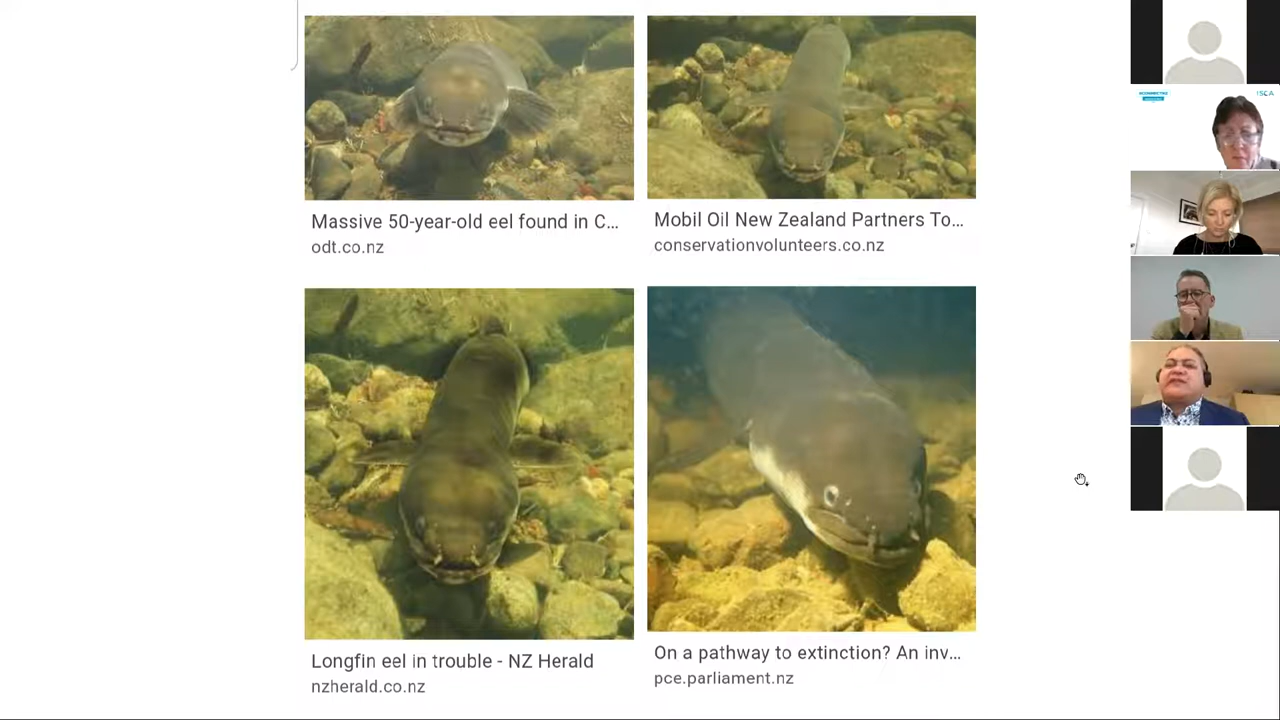 Massive 50-year-old eel found in C...
odt.co.nz
Mobil Oil New Zealand Partners To...
conservationvolunteers.co.nz
Longfin eel in trouble - NZ Herald
nzherald.co.nz
On a pathway to extinction? An inv...
pce.parliament.nz
ISCA